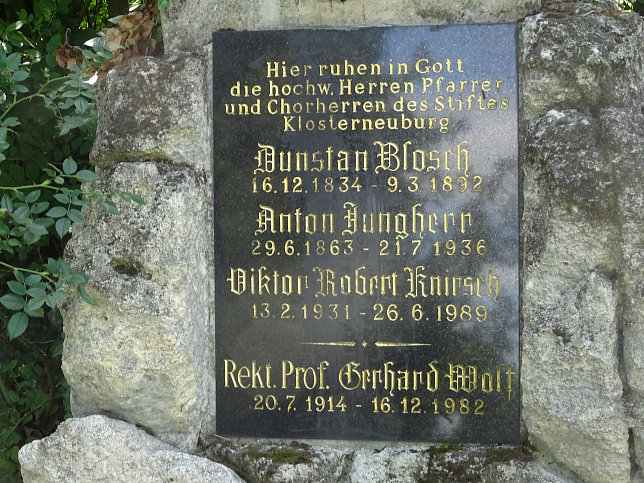 Hier ruhen in Gott
die hochw. Herren Pfarrer
und Chorherren des Stiftes
Klosterneuburg
Dunstan Blosch
16.12.1834 - 9.3.1892
Anton Jungherr
29.6.1863 - 21.7.1936
Viktor Robert Knirsch
13.2.1931 - 26.6.1989
Rekt. Prof. Gerhard Wolf
20.7.1914 - 16.12.1982